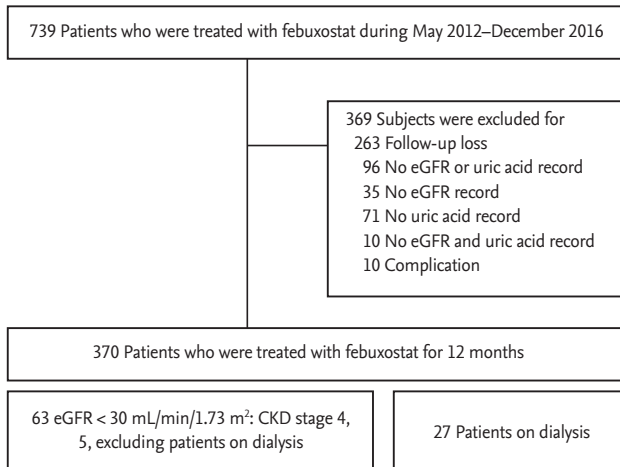 739 Patients who were treated with febuxostat during May 2012–December 2016
369 Subjects were excluded for
263 Follow-up loss
96 No eGFR or uric acid record
35 No eGFR record
71 No uric acid record
10 No eGFR and uric acid record
10 Complication
370 Patients who were treated with febuxostat for 12 months
63 eGFR < 30 mL/min/1.73 m²: CKD stage 4,
5, excluding patients on dialysis
27 Patients on dialysis